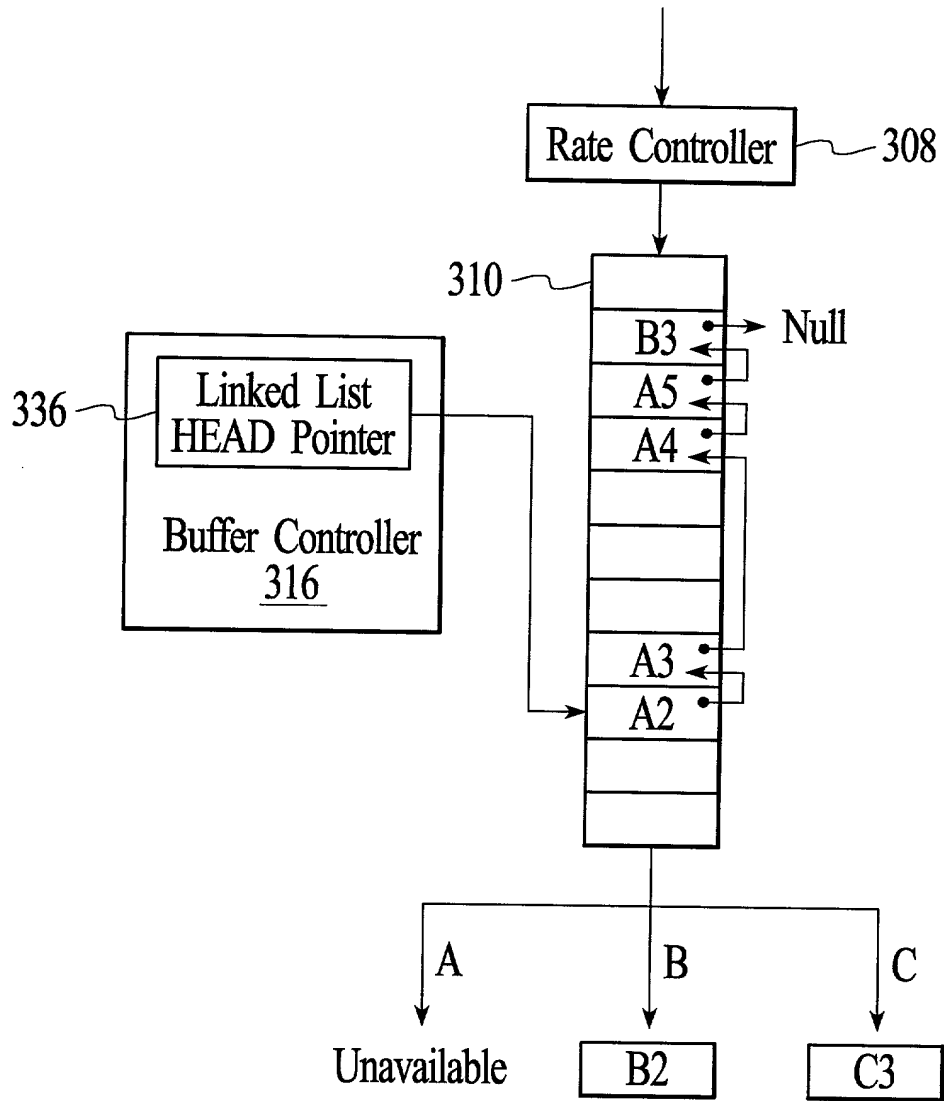 Rate Controller
308
310
B3
Null
A5
A4
336
Linked List
HEAD Pointer
Buffer Controller
316
A3
A2
A
B
C
Unavailable
B2
C3